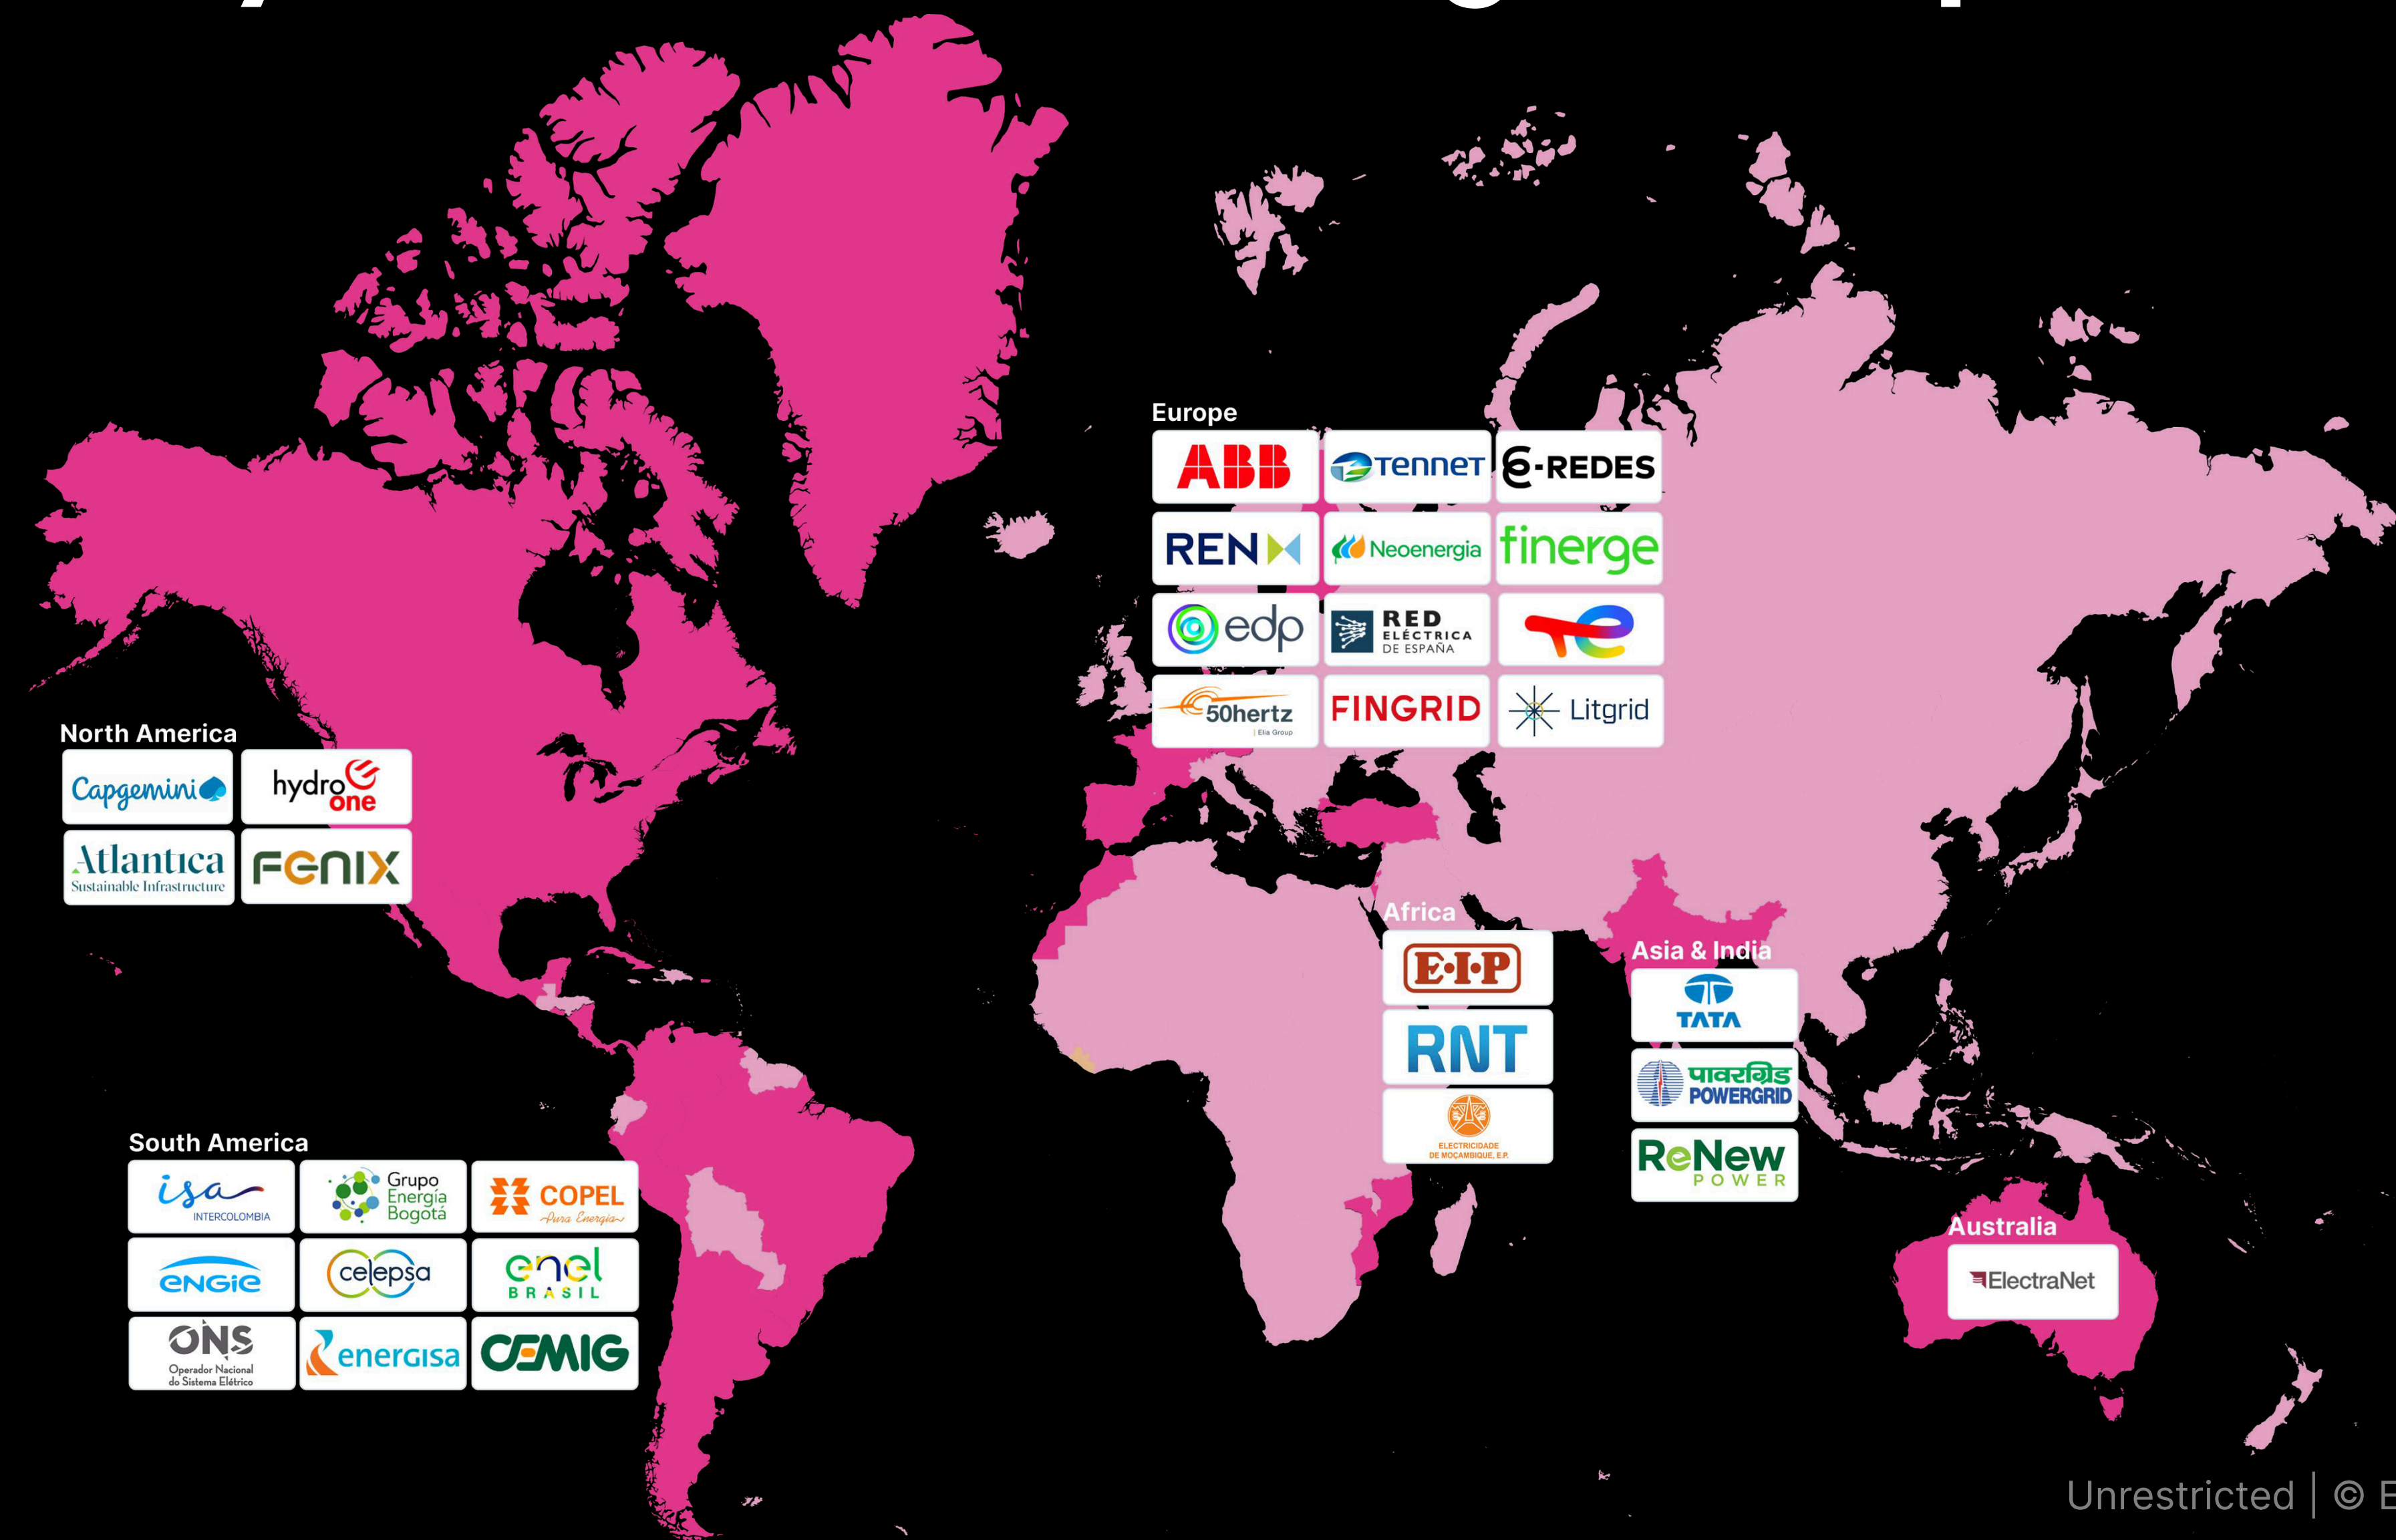 Europe
ABB
TenneT
E-REDES
REN
Neoenergia
finerge
edp
RED
ELÉCTRICA
DE ESPAÑA
50hertz
Elia Group
FINGRID
Litgrid
North America
Capgemini
hydro
one
Atlantica
Sustainable Infrastructure
FENIX
Africa
E·I·P
RNT
ELECTRICIDADE
DE MOÇAMBIQUE, E.P.
Asia & India
TATA
पावरग्रिड
POWERGRID
ReNew
POWER
South America
isa
INTERCOLOMBIA
Grupo
Energía
Bogotá
COPEL
Pura Energia
ENGIE
celepsa
enel
BRASIL
ONS
Operador Nacional
do Sistema Elétrico
energisa
CEMIG
Australia
ElectraNet
Unrestricted | © E